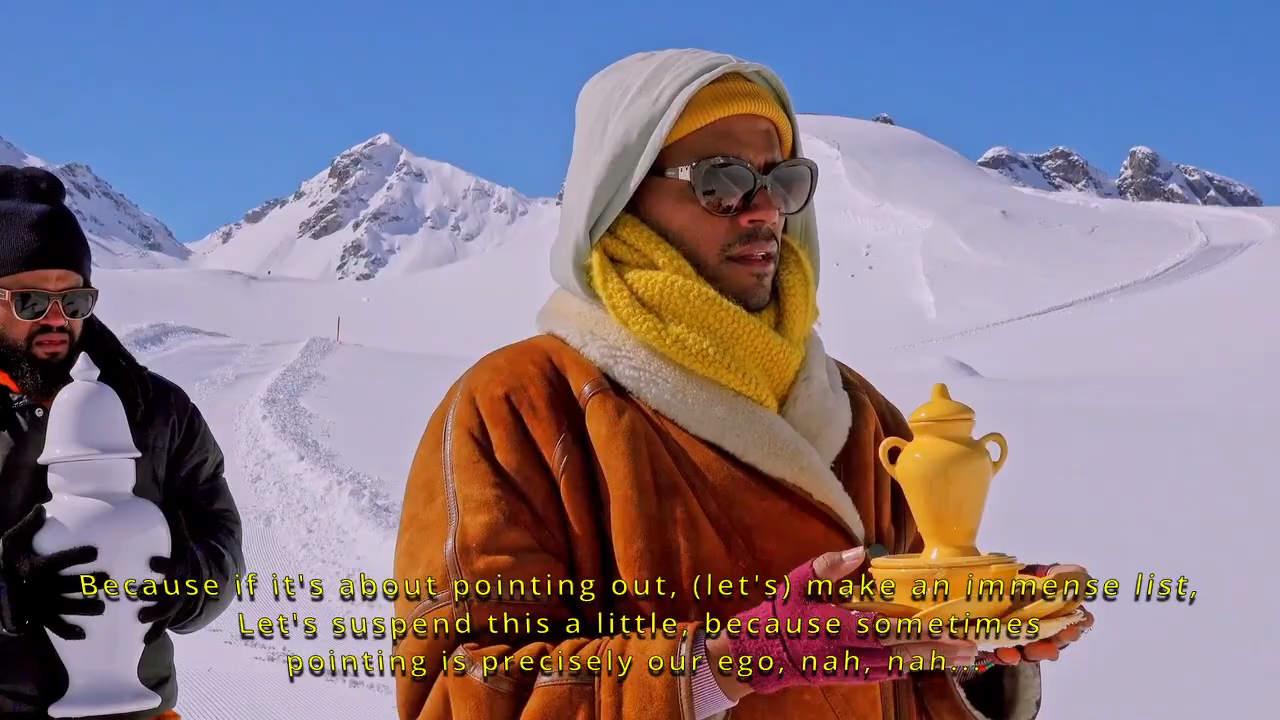 Because if it's about pointing out, (let's) make an immense list,
Let's suspend this a little, because sometimes
pointing is precisely our ego, nah, nah...